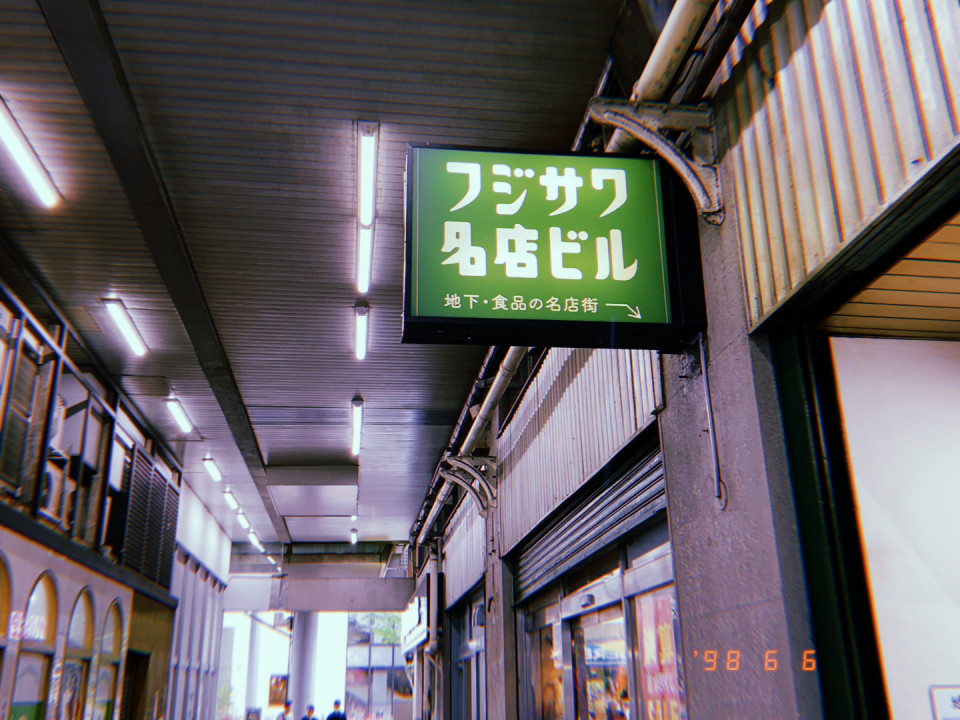 フジサワ
名店ビル
地下・食品の名店街
'98 6 6